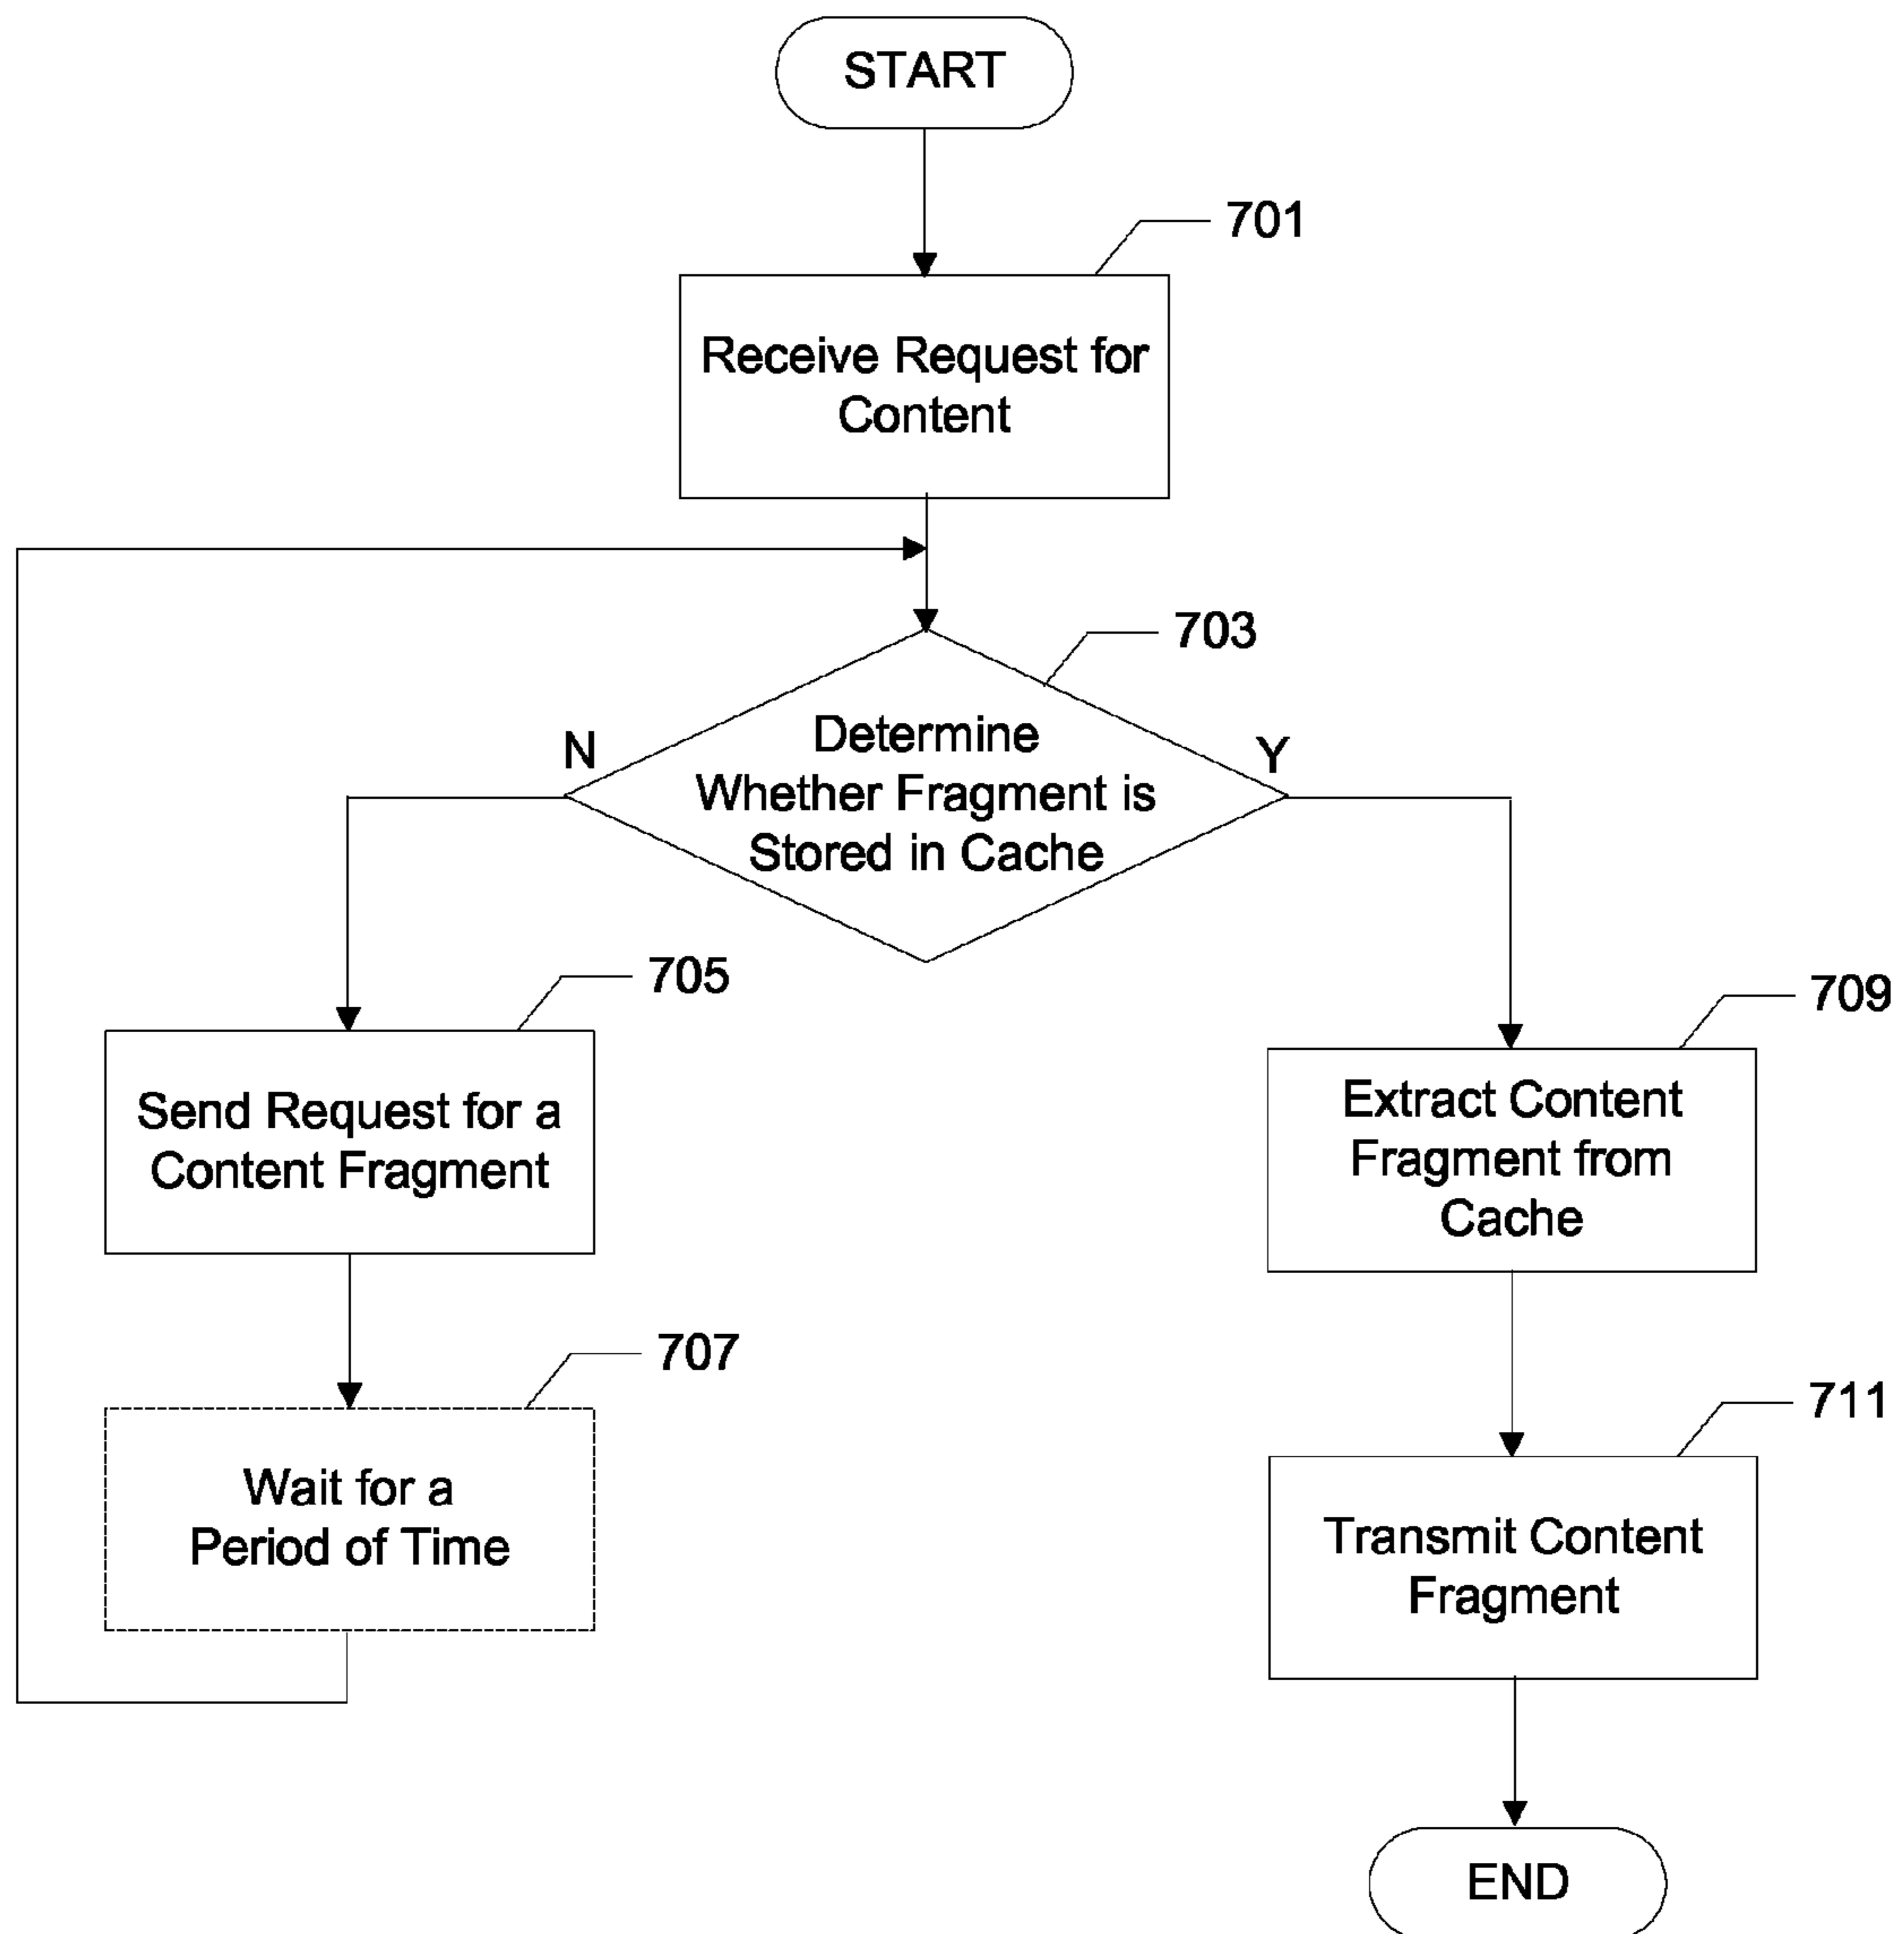 START
701
Receive Request for
Content
703
N
Determine
Whether Fragment is
Stored in Cache
Y
705
Send Request for a
Content Fragment
709
Extract Content
Fragment from
Cache
707
Wait for a
Period of Time
711
Transmit Content
Fragment
END